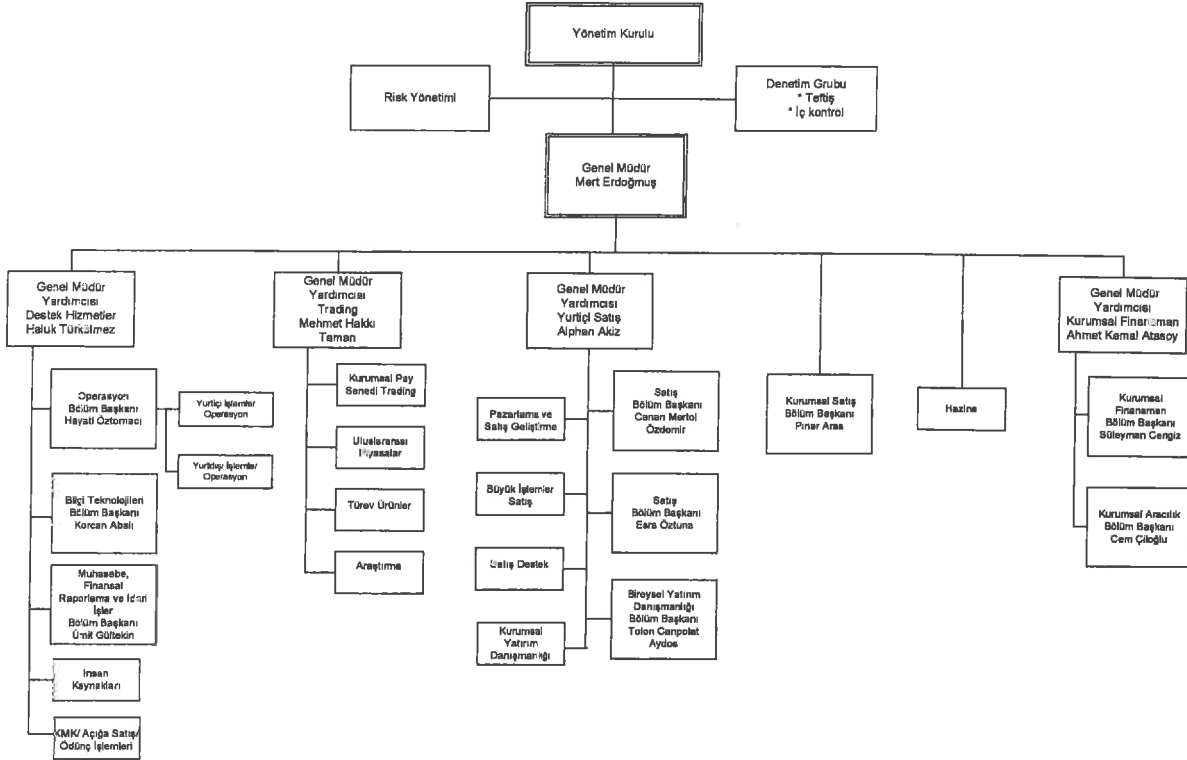 Yönetim Kurulu
Risk Yönetimi
Denetim Grubu
* Teftiş
* İç kontrol
Genel Müdür
Mert Erdoğmuş
Genel Müdür
Yardımcısı
Destek Hizmetler
Haluk Türkölmez
Genel Müdür
Yardımcısı
Trading
Mehmet Hakkı
Taman
Genel Müdür
Yardımcısı
Yurtiçi Satış
Alphan Akiz
Genel Müdür
Yardımcısı
Kurumsal Finansman
Ahmet Kemal Atasoy
Operasyon
Bölüm Başkanı
Hayati Öztomacı
Yurtiçi İşlemler
Operasyon
Yurtdışı İşlemler
Operasyon
Bilgi Teknolojileri
Bölüm Başkanı
Korcan Abalı
Muhasebe,
Finansal
Raporlama ve İdari
İşler
Bölüm Başkanı
Ümit Gültekin
İnsan
Kaynakları
KMK/ Açığa Satış/
Ödünç İşlemleri
Kurumsal Pay
Senedi Trading
Uluslararası
Piyasalar
Türev Ürünler
Araştırma
Pazarlama ve
Satış Geliştirme
Büyük İşlemler
Satış
Satış Destek
Kurumsal
Yatırım
Danışmanlığı
Satış
Bölüm Başkanı
Canan Mertol
Özdemir
Satış
Bölüm Başkanı
Esra Öztuna
Bireysel Yatırım
Danışmanlığı
Bölüm Başkanı
Tolon Canpolat
Aydos
Kurumsal Satış
Bölüm Başkanı
Pınar Aras
Hazine
Kurumsal
Finansman
Bölüm Başkanı
Süleyman Cengiz
Kurumsal Aracılık
Bölüm Başkanı
Cem Çiloğlu